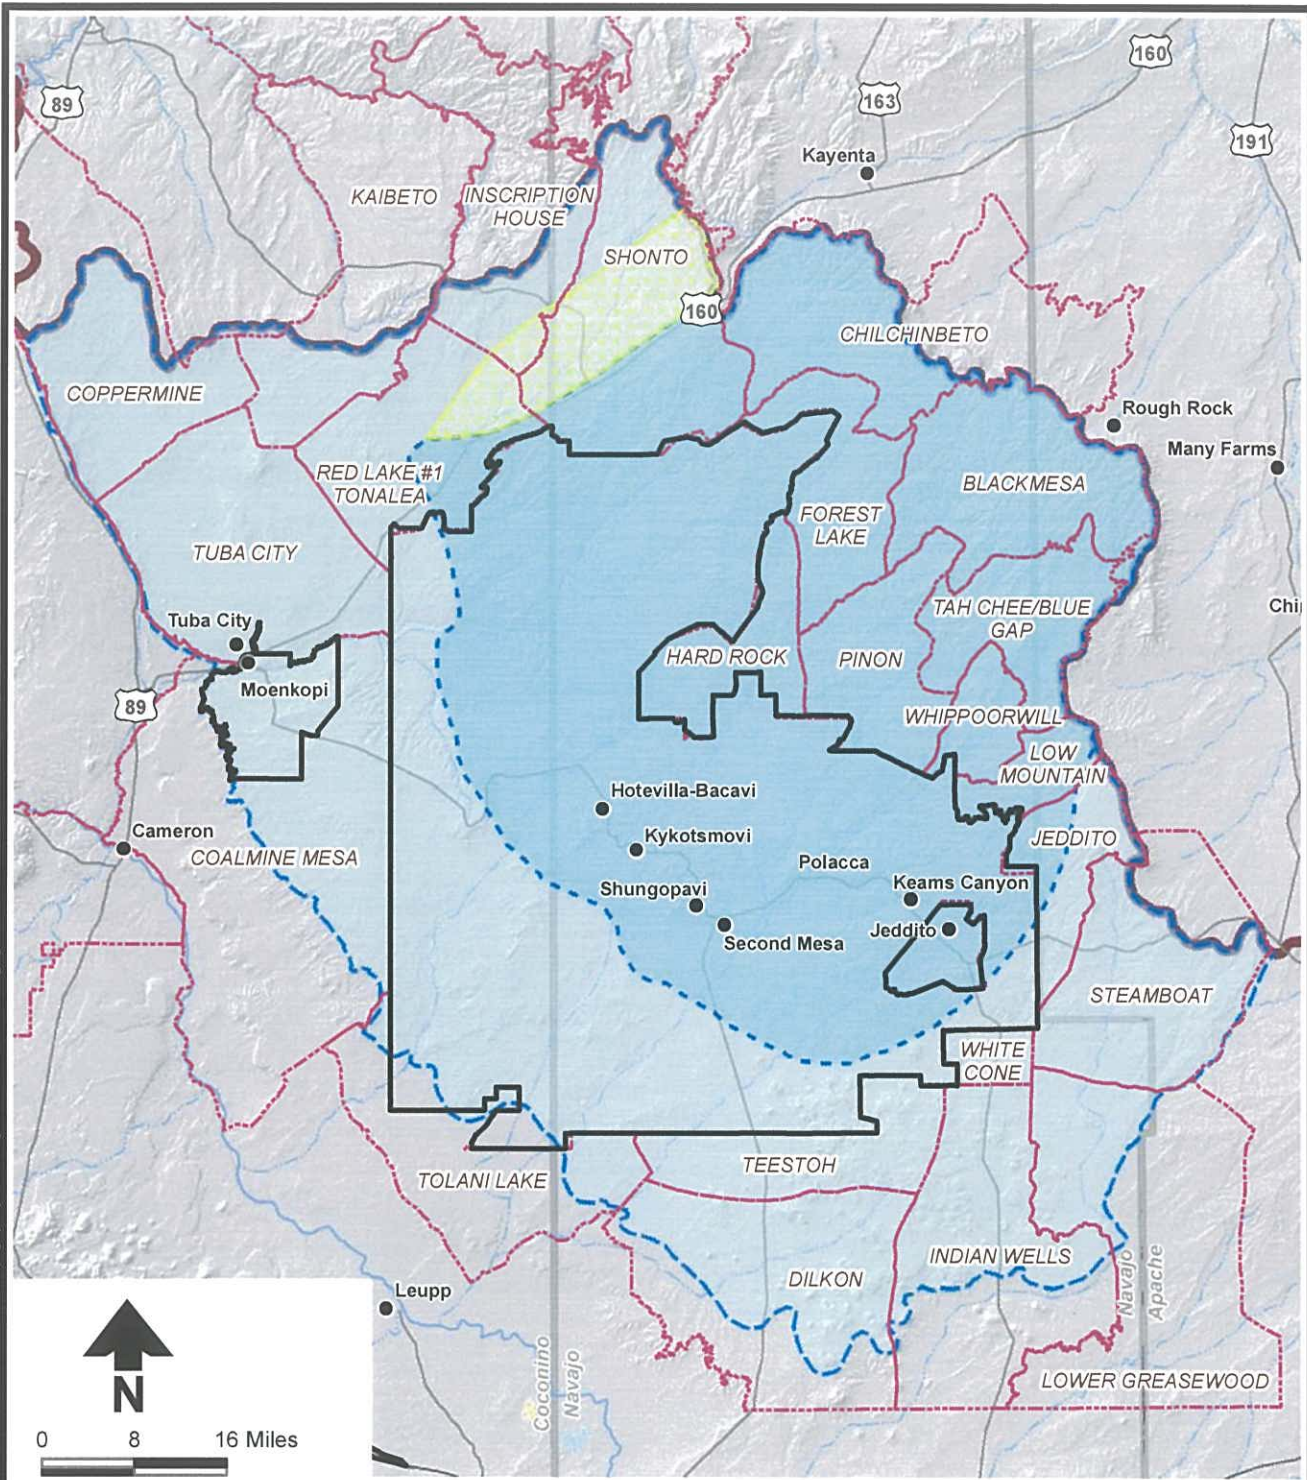 160
89
163
191
Kayenta
KAIBETO
INSCRIPTION
HOUSE
SHONTO
160
CHILCHINBETO
COPPERMINE
Rough Rock
Many Farms
RED LAKE #1
TONALEA
BLACKMESA
FOREST
LAKE
TUBA CITY
Chi
TAH CHEE/BLUE
GAP
Tuba City
HARD ROCK
PINON
Moenkopi
89
WHIPPOORWILL
LOW
MOUNTAIN
Hotevilla-Bacavi
Cameron
Kykotsmovi
JEDDITO
COALMINE MESA
Polacca
Keams Canyon
Shungopavi
Jeddito
Second Mesa
STEAMBOAT
WHITE
CONE
TEESTOH
TOLANI LAKE
INDIAN WELLS
DILKON
Navajo
Apache
Leupp
Coconino
Navajo
LOWER GREASEWOOD
N
0 8 16 Miles